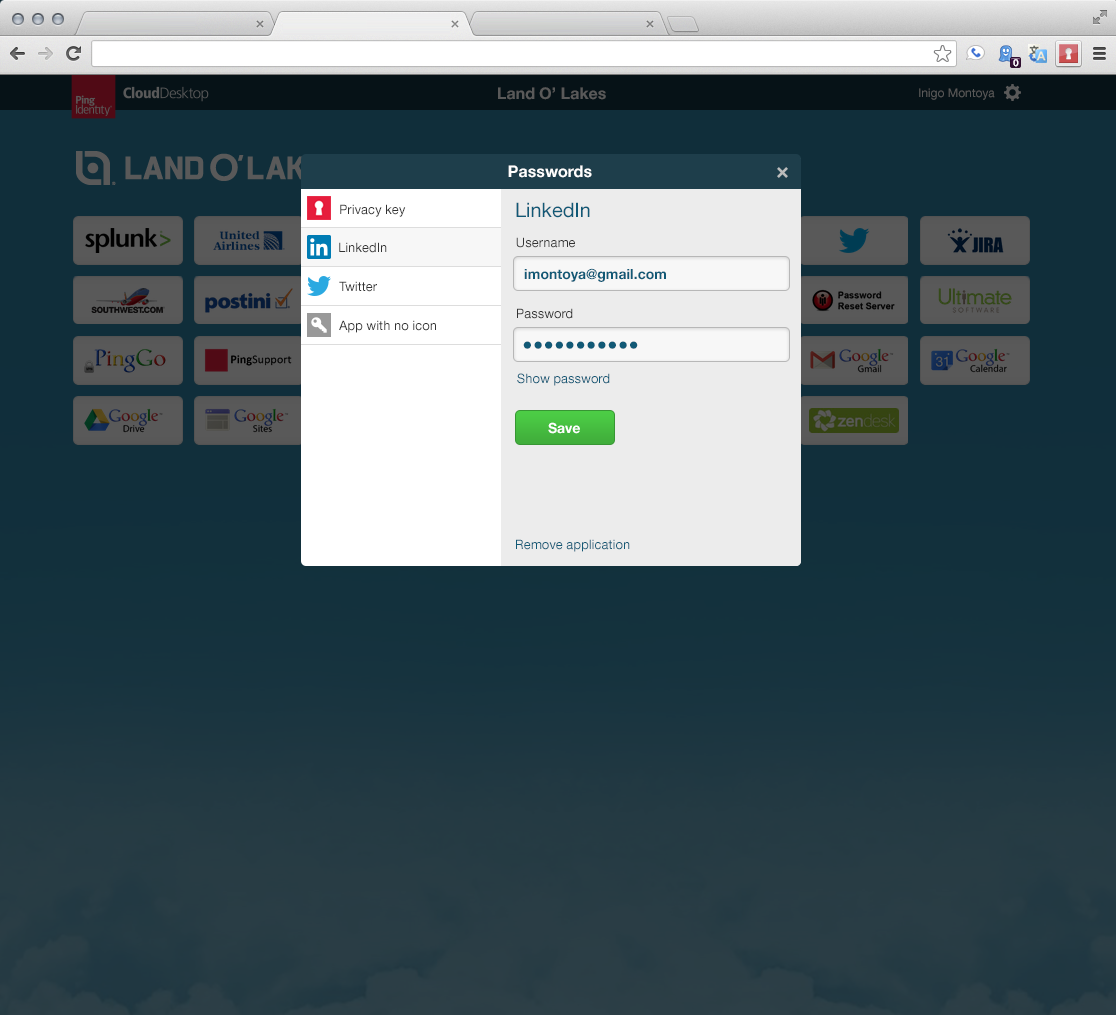 0
Ping
Identity
CloudDesktop
Land O' Lakes
Inigo Montoya
LAND O'LAK
Passwords
Privacy key
LinkedIn
Twitter
App with no icon
LinkedIn
Username
imontoya@gmail.com
Password
Show password
Save
Remove application
splunk>
United
Airlines
JIRA
SOUTHWEST.COM
postini
Password
Reset Server
Ultimate
SOFTWARE
PingGo
PingSupport
Google
Gmail
31
Google
Calendar
Google
Drive
Google
Sites
zendesk